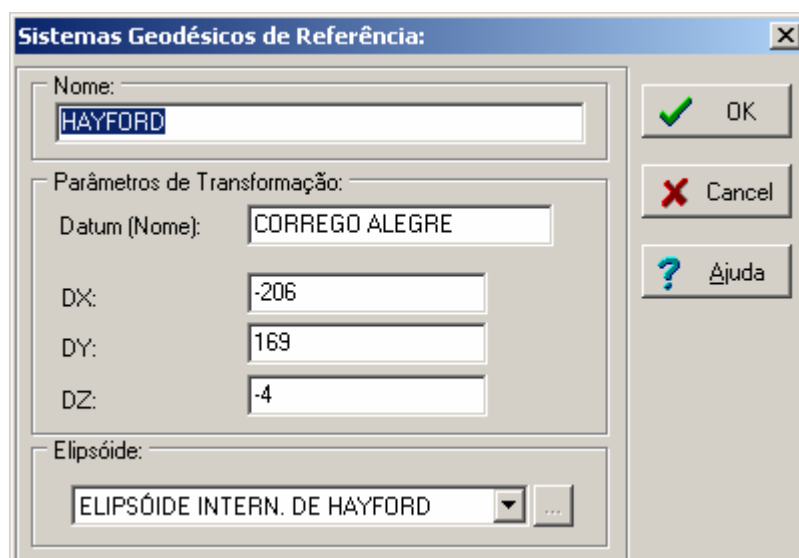 Sistemas Geodésicos de Referência:
Nome:
HAYFORD
OK
Cancel
Ajuda
Parâmetros de Transformação:
Datum (Nome):
CORREGO ALEGRE
DX:
-206
DY:
169
DZ:
-4
Elipsóide:
ELIPSÓIDE INTERN. DE HAYFORD
...